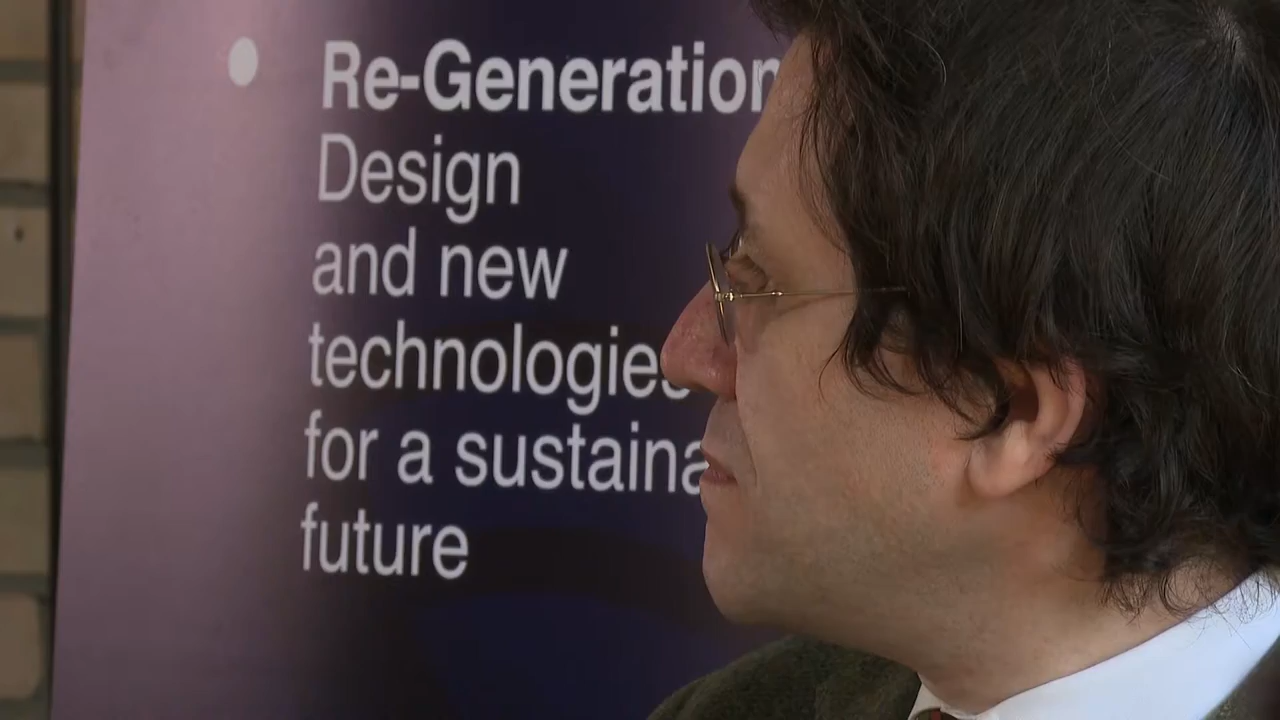 Re-Generation
Design
and new
technologies
for a sustaina
future